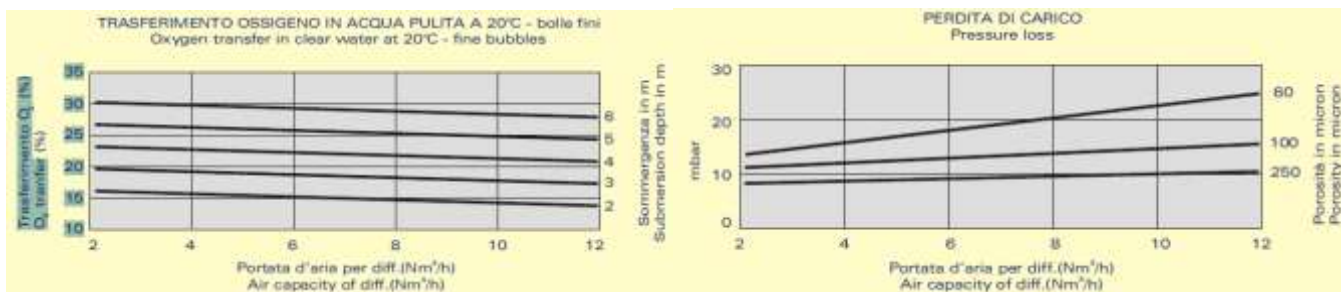 TRASFERIMENTO OSSIGENO IN ACQUA PULITA A 20°C - bolle fini
Oxygen transfer in clear water at 20°C - fine bubbles
Trasferimento O₂ (%)
O₂ tranfer (%)
35
30
25
20
15
10
6
5
4
3
2
2 4 6 8 10 12
Sommergenza in m
Submersion depth in m
Portata d'aria per diff.(Nm³/h)
Air capacity of diff.(Nm³/h)
PERDITA DI CARICO
Pressure loss
mbar
30
20
10
0
60
100
250
2 4 6 8 10 12
Porosità in micron
Porosity in micron
Portata d'aria per diff.(Nm³/h)
Air capacity of diff.(Nm³/h)